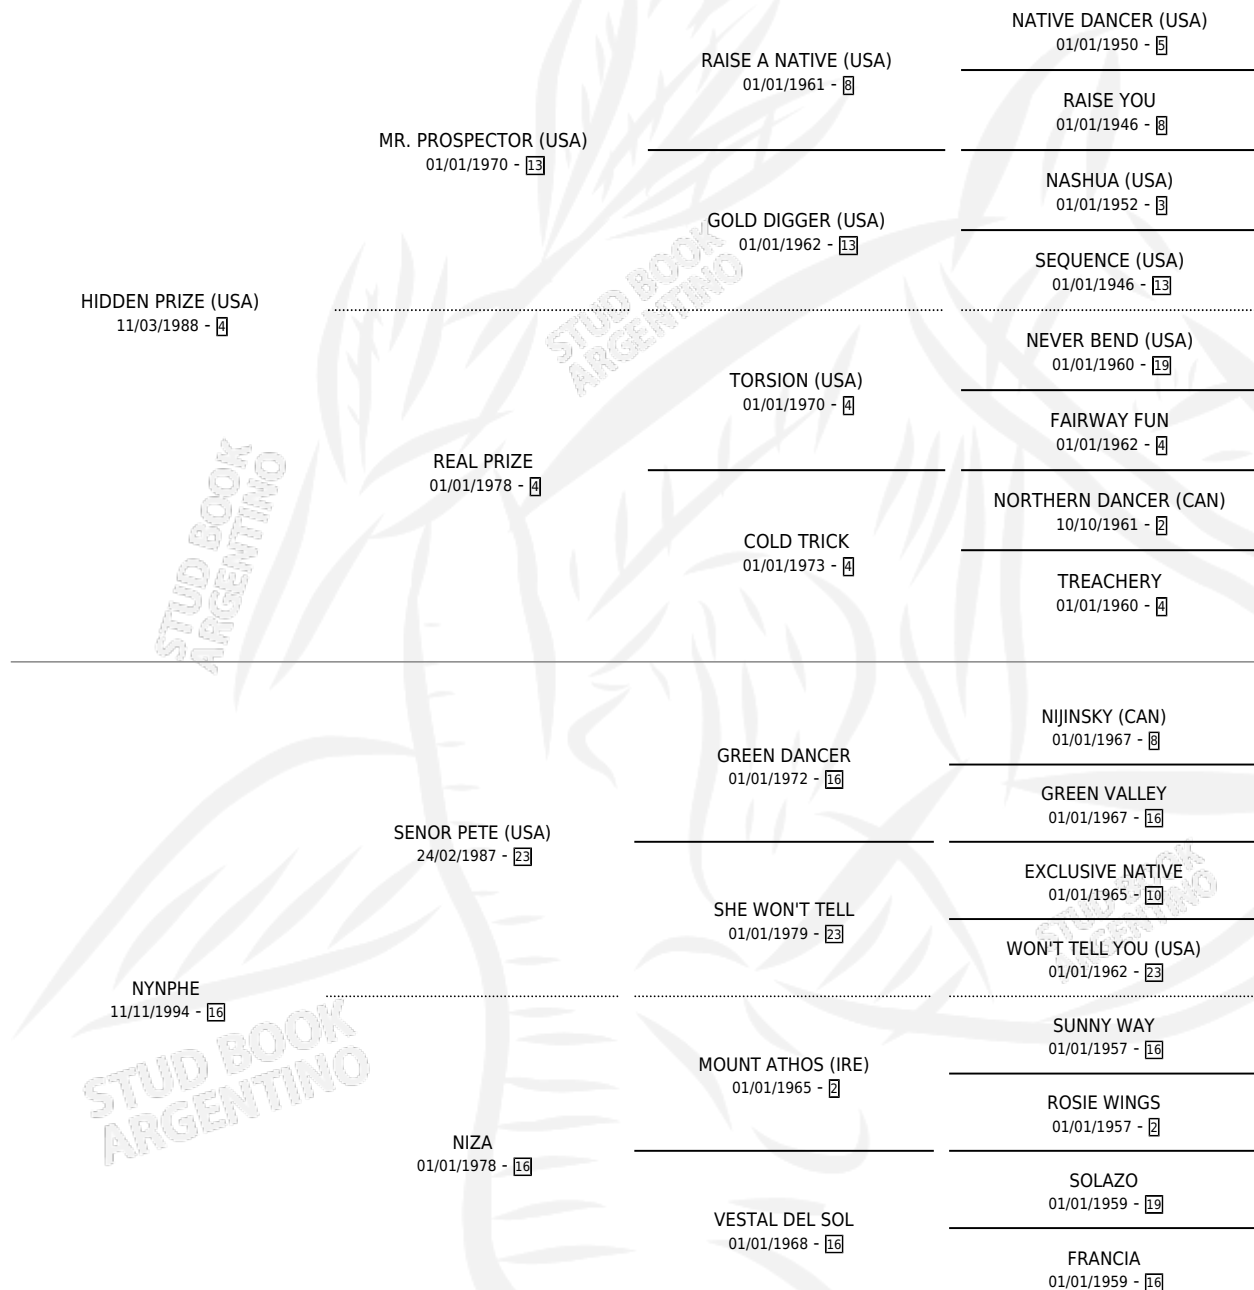 NATIVE DANCER (USA)
01/01/1950 - 5
RAISE A NATIVE (USA)
01/01/1961 - 8
RAISE YOU
01/01/1946 - 8
MR. PROSPECTOR (USA)
01/01/1970 - 13
NASHUA (USA)
01/01/1952 - 3
GOLD DIGGER (USA)
01/01/1962 - 13
SEQUENCE (USA)
01/01/1946 - 13
HIDDEN PRIZE (USA)
11/03/1988 - 4
NEVER BEND (USA)
01/01/1960 - 19
TORSION (USA)
01/01/1970 - 4
FAIRWAY FUN
01/01/1962 - 4
REAL PRIZE
01/01/1978 - 4
NORTHERN DANCER (CAN)
10/10/1961 - 2
COLD TRICK
01/01/1973 - 4
TREACHERY
01/01/1960 - 4
NIJINSKY (CAN)
01/01/1967 - 8
GREEN DANCER
01/01/1972 - 16
GREEN VALLEY
01/01/1967 - 16
SENOR PETE (USA)
24/02/1987 - 23
EXCLUSIVE NATIVE
01/01/1965 - 10
SHE WON'T TELL
01/01/1979 - 23
WON'T TELL YOU (USA)
01/01/1962 - 23
NYNPHE
11/11/1994 - 16
SUNNY WAY
01/01/1957 - 16
MOUNT ATHOS (IRE)
01/01/1965 - 2
ROSIE WINGS
01/01/1957 - 2
NIZA
01/01/1978 - 16
SOLAZO
01/01/1959 - 19
VESTAL DEL SOL
01/01/1968 - 16
FRANCIA
01/01/1959 - 16
STUD BOOK
ARGENTINO
STUD BOOK
ARGENTINO
STUD BOOK
ARGENTINO
STUD BOOK
ARGENTINO